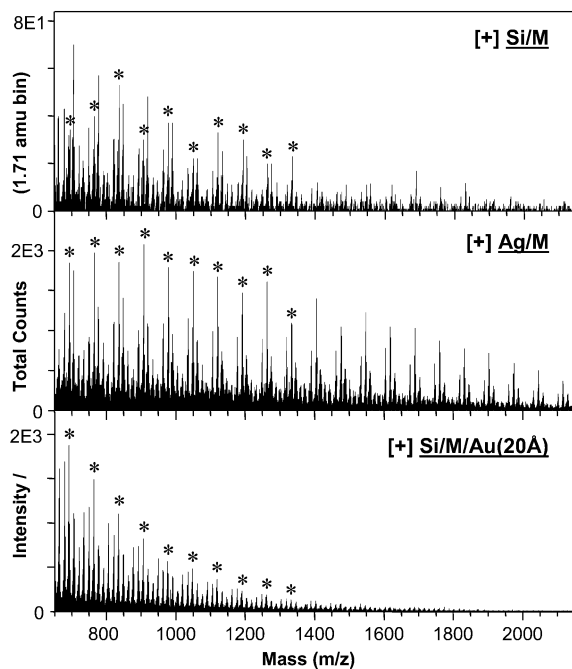 8E1
[+] Si/M
* * * * * * * * * *
0
2E3
[+] Ag/M
* * * * * * * * * *
0
2E3
[+] Si/M/Au(20Å)
* * * * * * * * * *
0
Intensity / Total Counts (1.71 amu bin)
800 1000 1200 1400 1600 1800 2000
Mass (m/z)